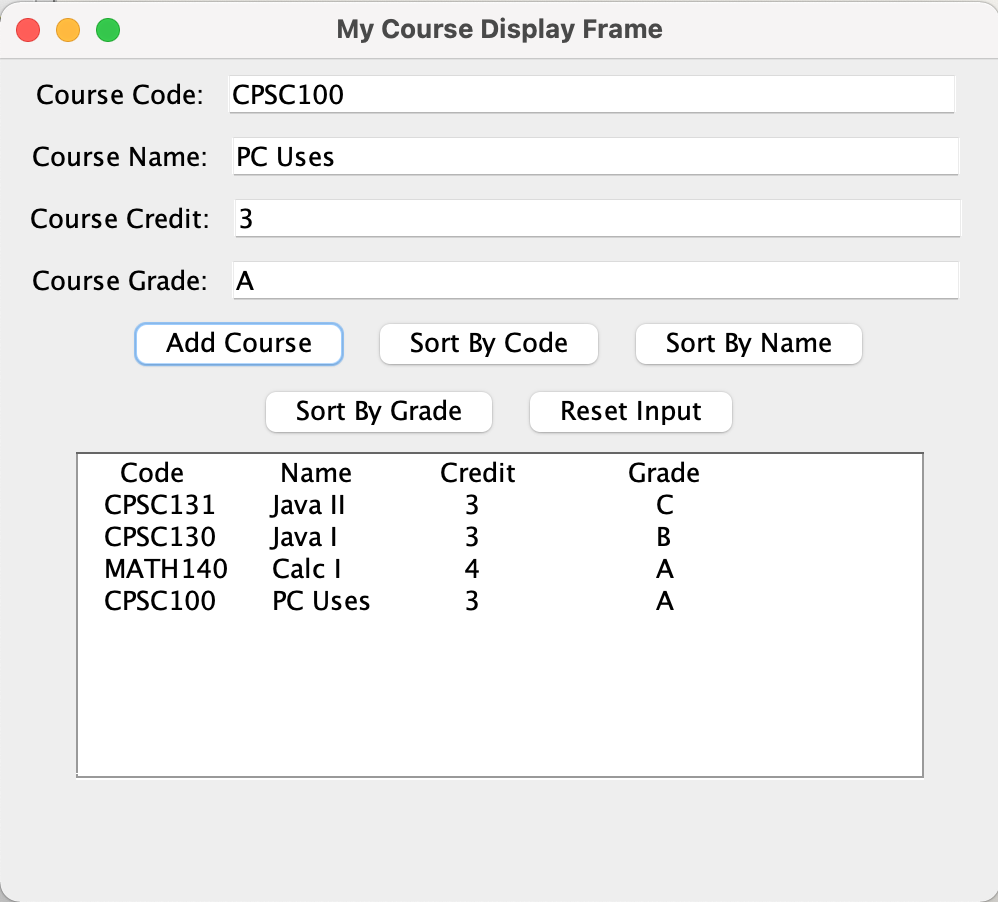 My Course Display Frame
Course Code: CPSC100
Course Name: PC Uses
Course Credit: 3
Course Grade: A
Add Course Sort By Code Sort By Name
Sort By Grade Reset Input
Code Name Credit Grade
CPSC131 Java II 3 C
CPSC130 Java I 3 B
MATH140 Calc I 4 A
CPSC100 PC Uses 3 A